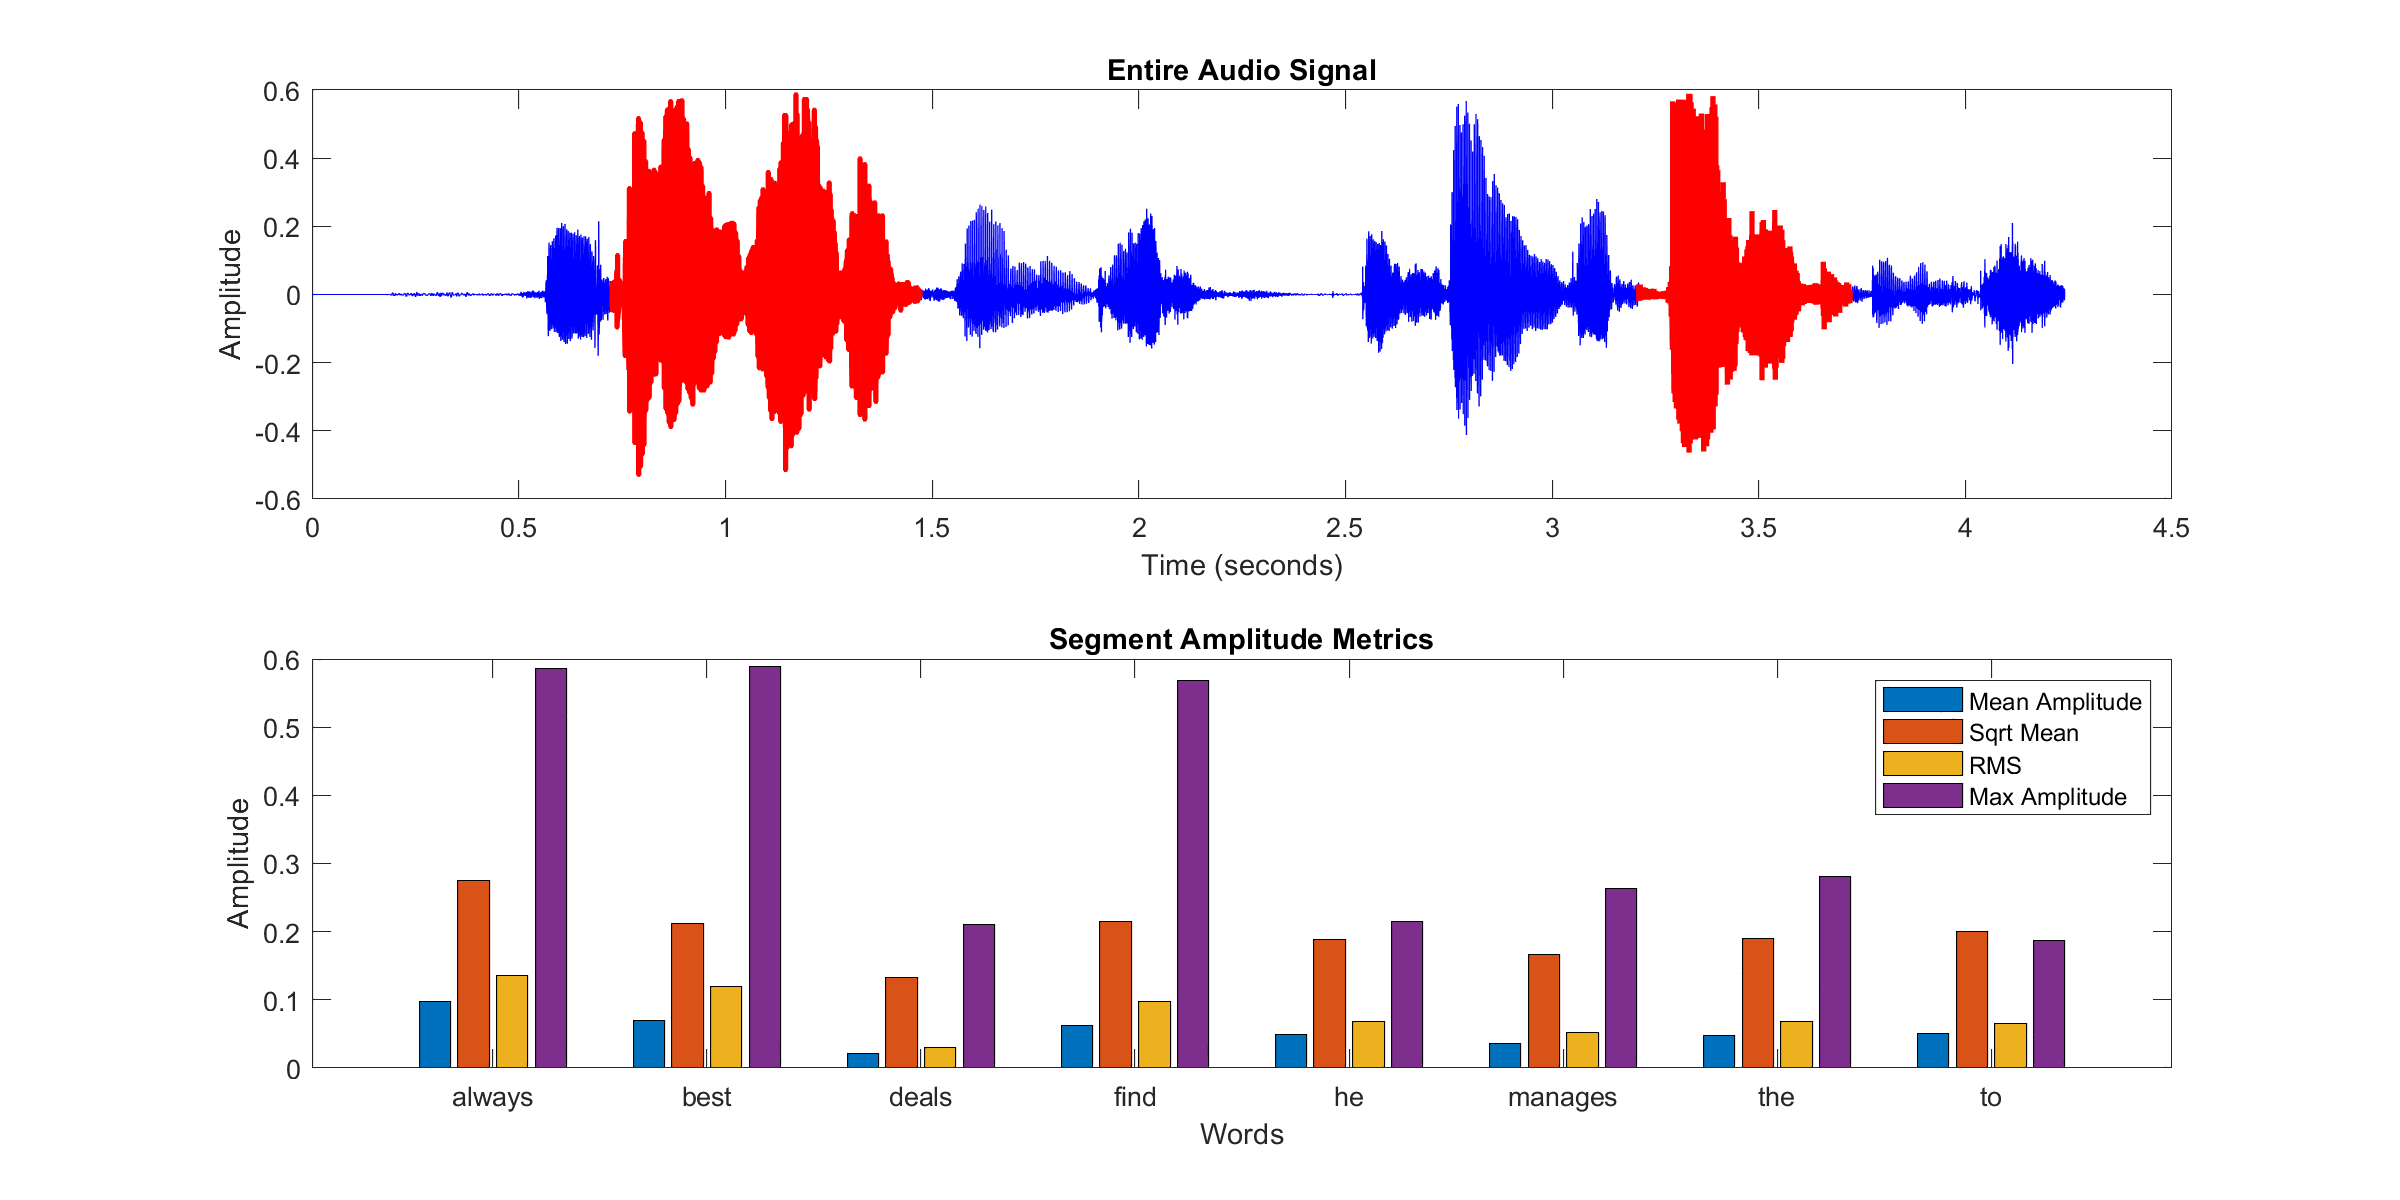 Entire Audio Signal
0.6
0.4
0.2
0
-0.2
-0.4
-0.6
Amplitude
0 0.5 1 1.5 2 2.5 3 3.5 4 4.5
Time (seconds)
Segment Amplitude Metrics
0.6
0.5
0.4
0.3
0.2
0.1
0
Amplitude
Mean Amplitude
Sqrt Mean
RMS
Max Amplitude
always best deals find he manages the to
Words